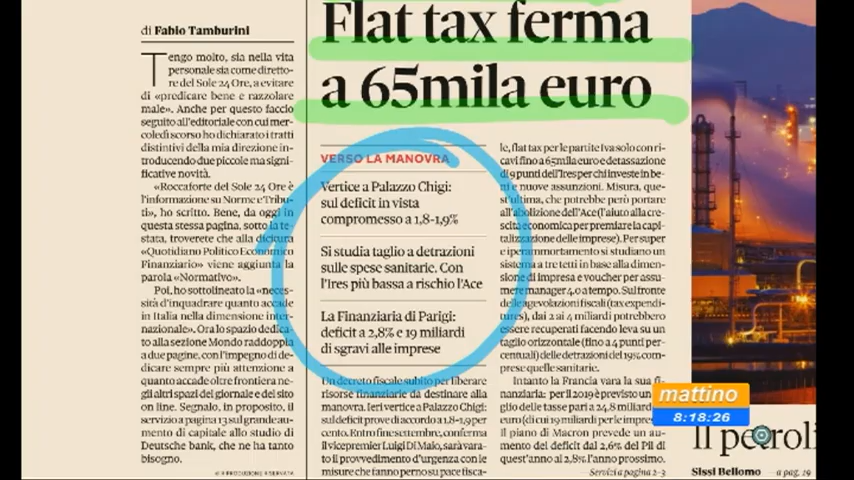 di Fabio Tamburini
Tengo molto, sia nella vita
personale sia come diretto-
re del Sole 24 Ore, a evitare
di «predicare bene e razzolare
male». Anche per questo faccio
seguito all'editoriale con cui mer-
coledì scorso ho dichiarato i tratti
distintivi della mia direzione in-
troducendo due piccole ma signi-
ficative novità.
«Roccaforte del Sole 24 Ore è
l'informazione su Norme e Tribu-
ti», ho scritto. Bene, da oggi in
questa stessa pagina, sotto la te-
stata, troverete che alla dicitura
«Quotidiano Politico Economico
Finanziario» viene aggiunta la
parola «Normativo».
Poi, ho sottolineato la «neces-
sità d'inquadrare quanto accade
in Italia nella dimensione inter-
nazionale». Ora lo spazio dedica-
to alla sezione Mondo raddoppia
a due pagine, con l'impegno di de-
dicare sempre più attenzione a
quanto accade oltre frontiera ne-
gli altri spazi del giornale e del sito
on line. Segnalo, in proposito, il
servizio a pagina 13 sul grande au-
mento di capitale allo studio di
Deutsche bank, che ne ha tanto
bisogno.
© RIPRODUZIONE RISERVATA
Flat tax ferma
a 65mila euro
VERSO LA MANOVRA
Vertice a Palazzo Chigi:
sul deficit in vista
compromesso a 1,8-1,9%
Si studia taglio a detrazioni
sulle spese sanitarie. Con
l'Ires più bassa a rischio l'Ace
La Finanziaria di Parigi:
deficit a 2,8% e 19 miliardi
di sgravi alle imprese
Un decreto fiscale subito per liberare
risorse finanziarie da destinare alla
manovra. Ieri vertice a Palazzo Chigi:
sul deficit prove di accordo a 1,8-1,9 per
cento. Entro fine settembre, conferma
il vicepremier Luigi Di Maio, sarà vara-
to il provvedimento d'urgenza con le
misure che fanno perno su pace fisca-
le, flat tax per le partite Iva solo con ri-
cavi fino a 65mila euro e detassazione
di 9 punti dell'Ires per chi investe in be-
ni e nuove assunzioni. Misura, que-
st'ultima, che potrebbe però portare
all'abolizione dell'Ace (l'aiuto alla cre-
scita economica per premiare la capi-
talizzazione delle imprese). Per super
e iperammortamento si studiano un
sistema a tre tetti in base alla dimen-
sione di impresa e voucher per assu-
mere manager 4.0 a tempo. Sul fronte
delle agevolazioni fiscali (tax expendi-
tures), da 2 ai 4 miliardi potrebbero
essere recuperati facendo leva su un
taglio orizzontale (fino a 4 punti per-
centuali) delle detrazioni del 19% com-
prese quelle sanitarie.
Intanto la Francia vara la sua fi-
nanziaria: per il 2019 è previsto un
glio delle tasse pari a 24,8 miliardi
euro (di cui 19 miliardi per le impre
Il piano di Macron prevede un au-
mento del deficit dal 2,6% del Pil di
quest'anno al 2,8% l'anno prossimo.
Servizi a pagina 2-3
mattino
8:18:26
Il petroli
Sissi Bellomo —a pag. 19